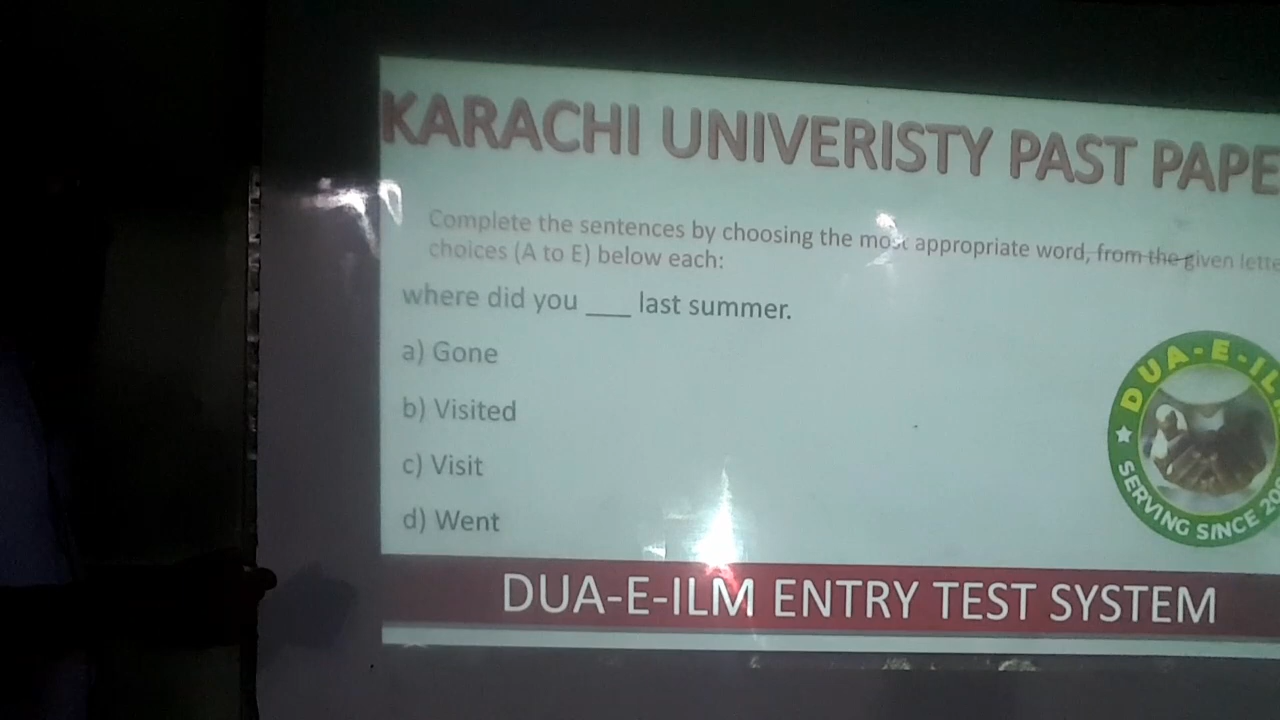 KARACHI UNIVERISTY PAST PAPE
Complete the sentences by choosing the most appropriate word, from the given lette
choices (A to E) below each:
where did you ___ last summer.
a) Gone
b) Visited
c) Visit
d) Went
DUA-E-IL
SERVING SINCE 20
DUA-E-ILM ENTRY TEST SYSTEM